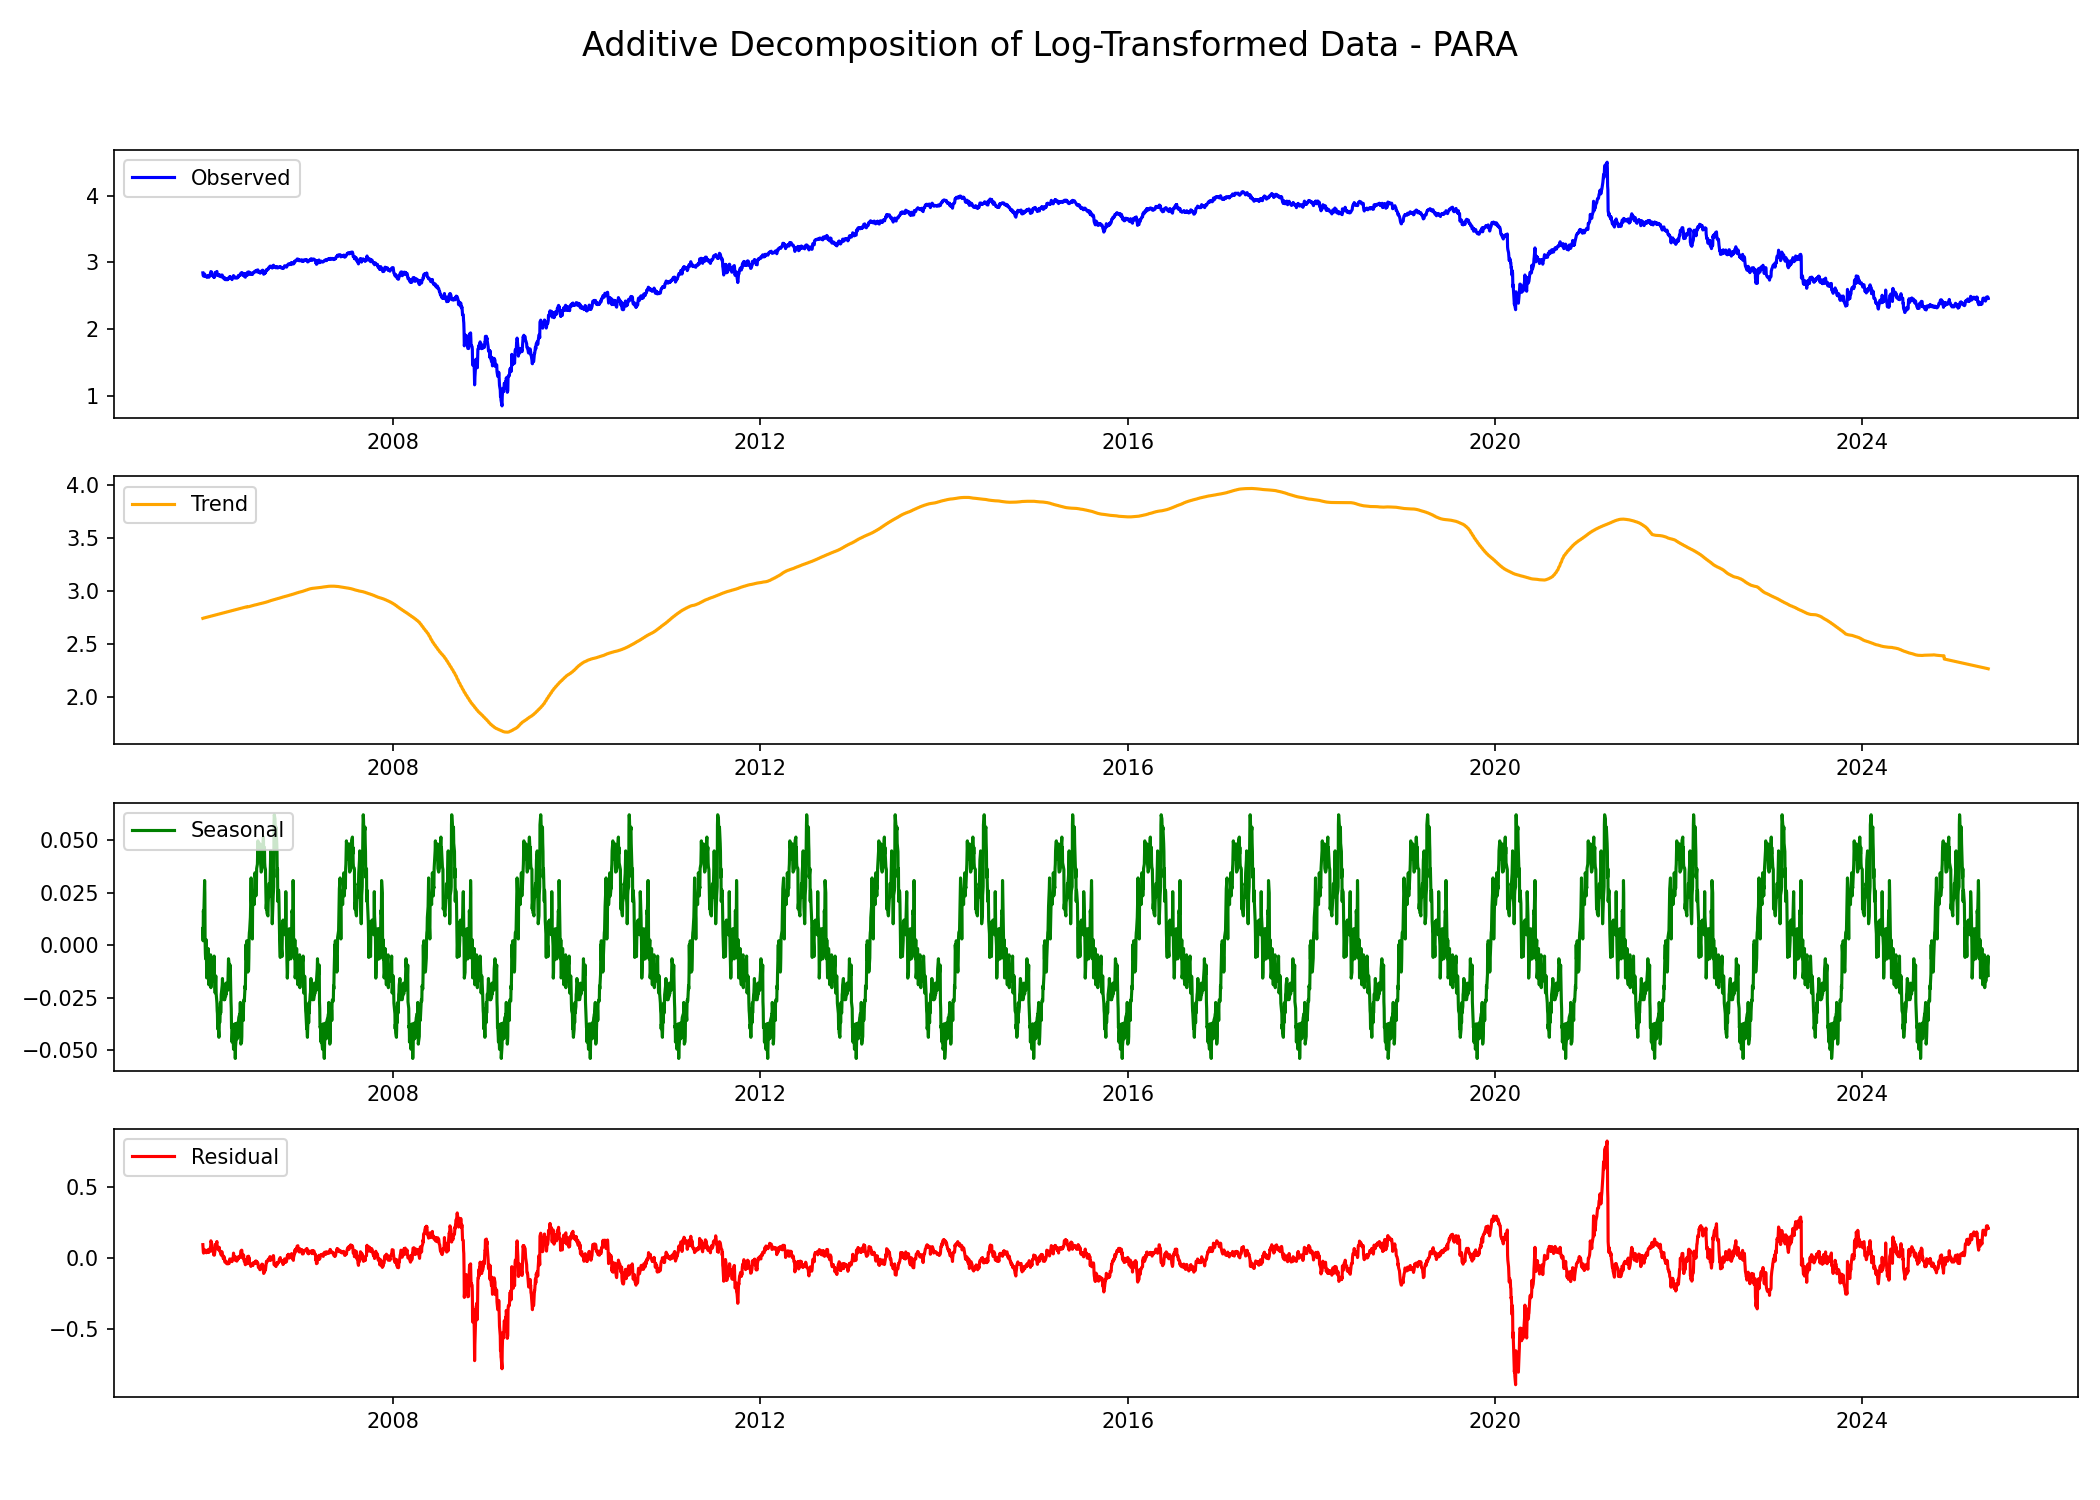 Additive Decomposition of Log-Transformed Data - PARA
Observed
4
3
2
1
2008 2012 2016 2020 2024
Trend
4.0
3.5
3.0
2.5
2.0
2008 2012 2016 2020 2024
Seasonal
0.050
0.025
0.000
−0.025
−0.050
2008 2012 2016 2020 2024
Residual
0.5
0.0
−0.5
2008 2012 2016 2020 2024